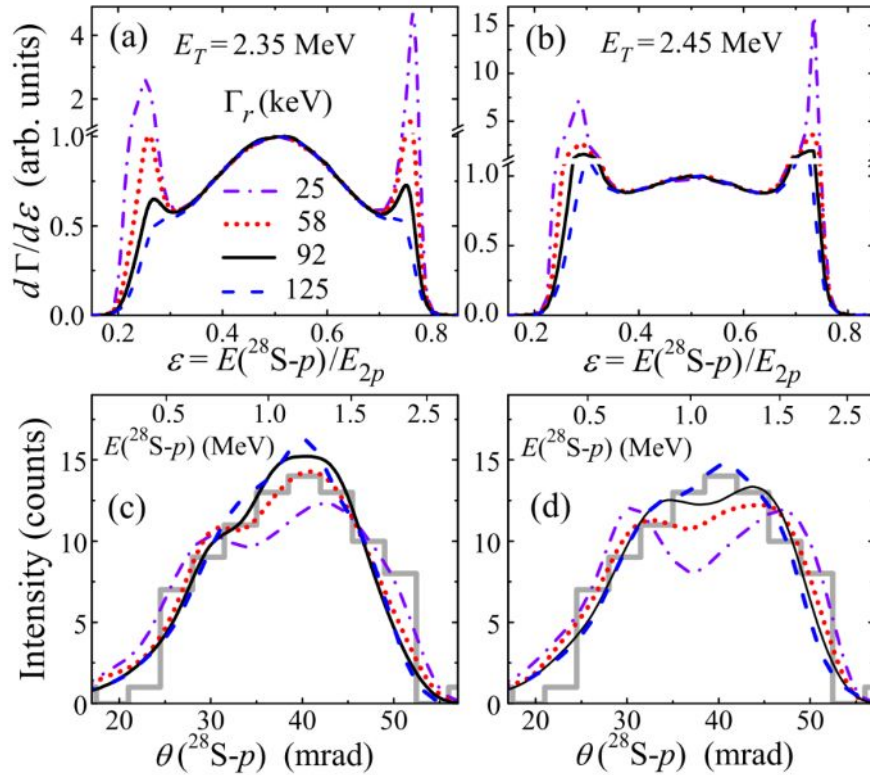 (a) E_T = 2.35 MeV
Γ_r (keV)
25
58
92
125
4
2
1.0
0.5
0.0
dΓ/dε (arb. units)
0.2 0.4 0.6 0.8
ε = E(²⁸S-p)/E_2p
(b) E_T = 2.45 MeV
15
10
5
1.0
0.5
0.0
0.2 0.4 0.6 0.8
ε = E(²⁸S-p)/E_2p
0.5 1.0 1.5 2.5
E(²⁸S-p) (MeV)
(c)
15
10
5
0
Intensity (counts)
20 30 40 50
θ(²⁸S-p) (mrad)
0.5 1.0 1.5 2.5
E(²⁸S-p) (MeV)
(d)
15
10
5
0
20 30 40 50
θ(²⁸S-p) (mrad)